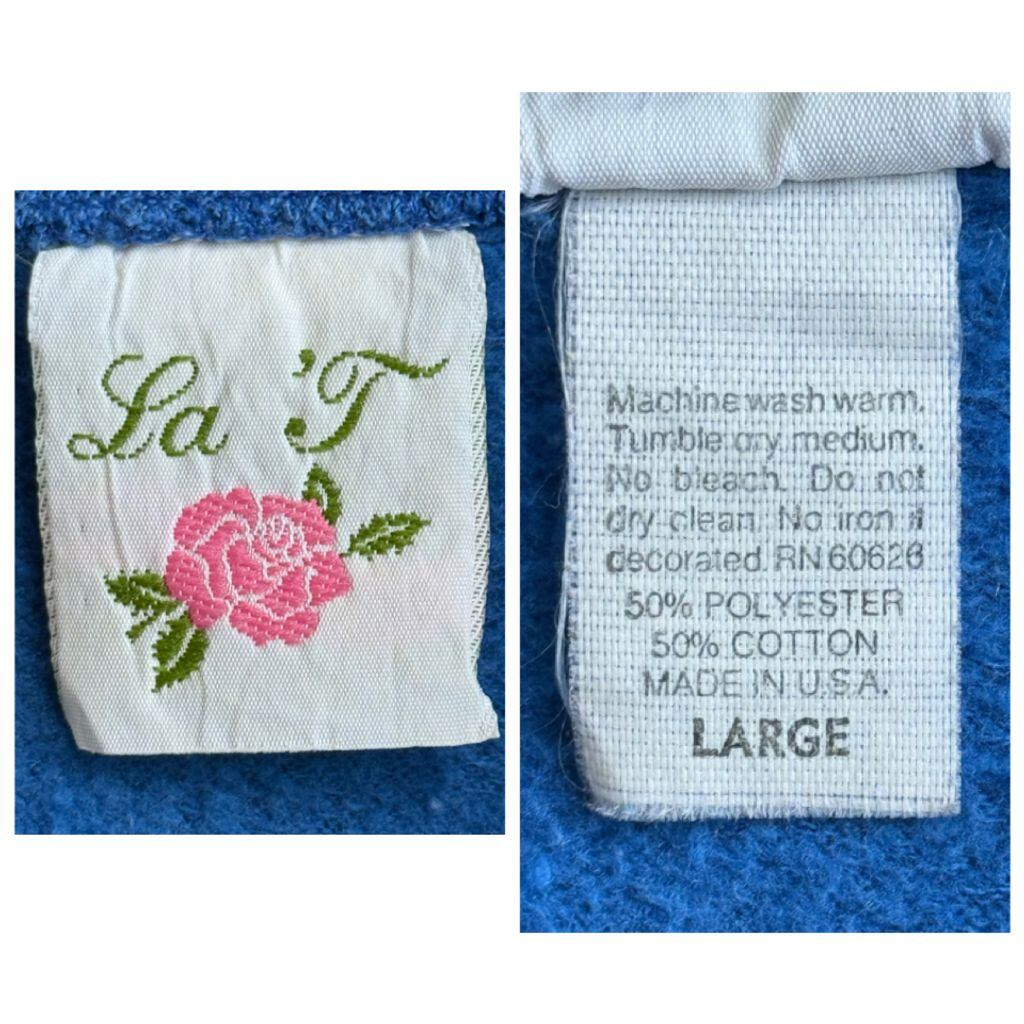 La 'T
Machine wash warm.
Tumble dry medium.
No bleach. Do not
dry clean. No iron if
decorated. RN 60626
50% POLYESTER
50% COTTON
MADE IN U.S.A.
LARGE